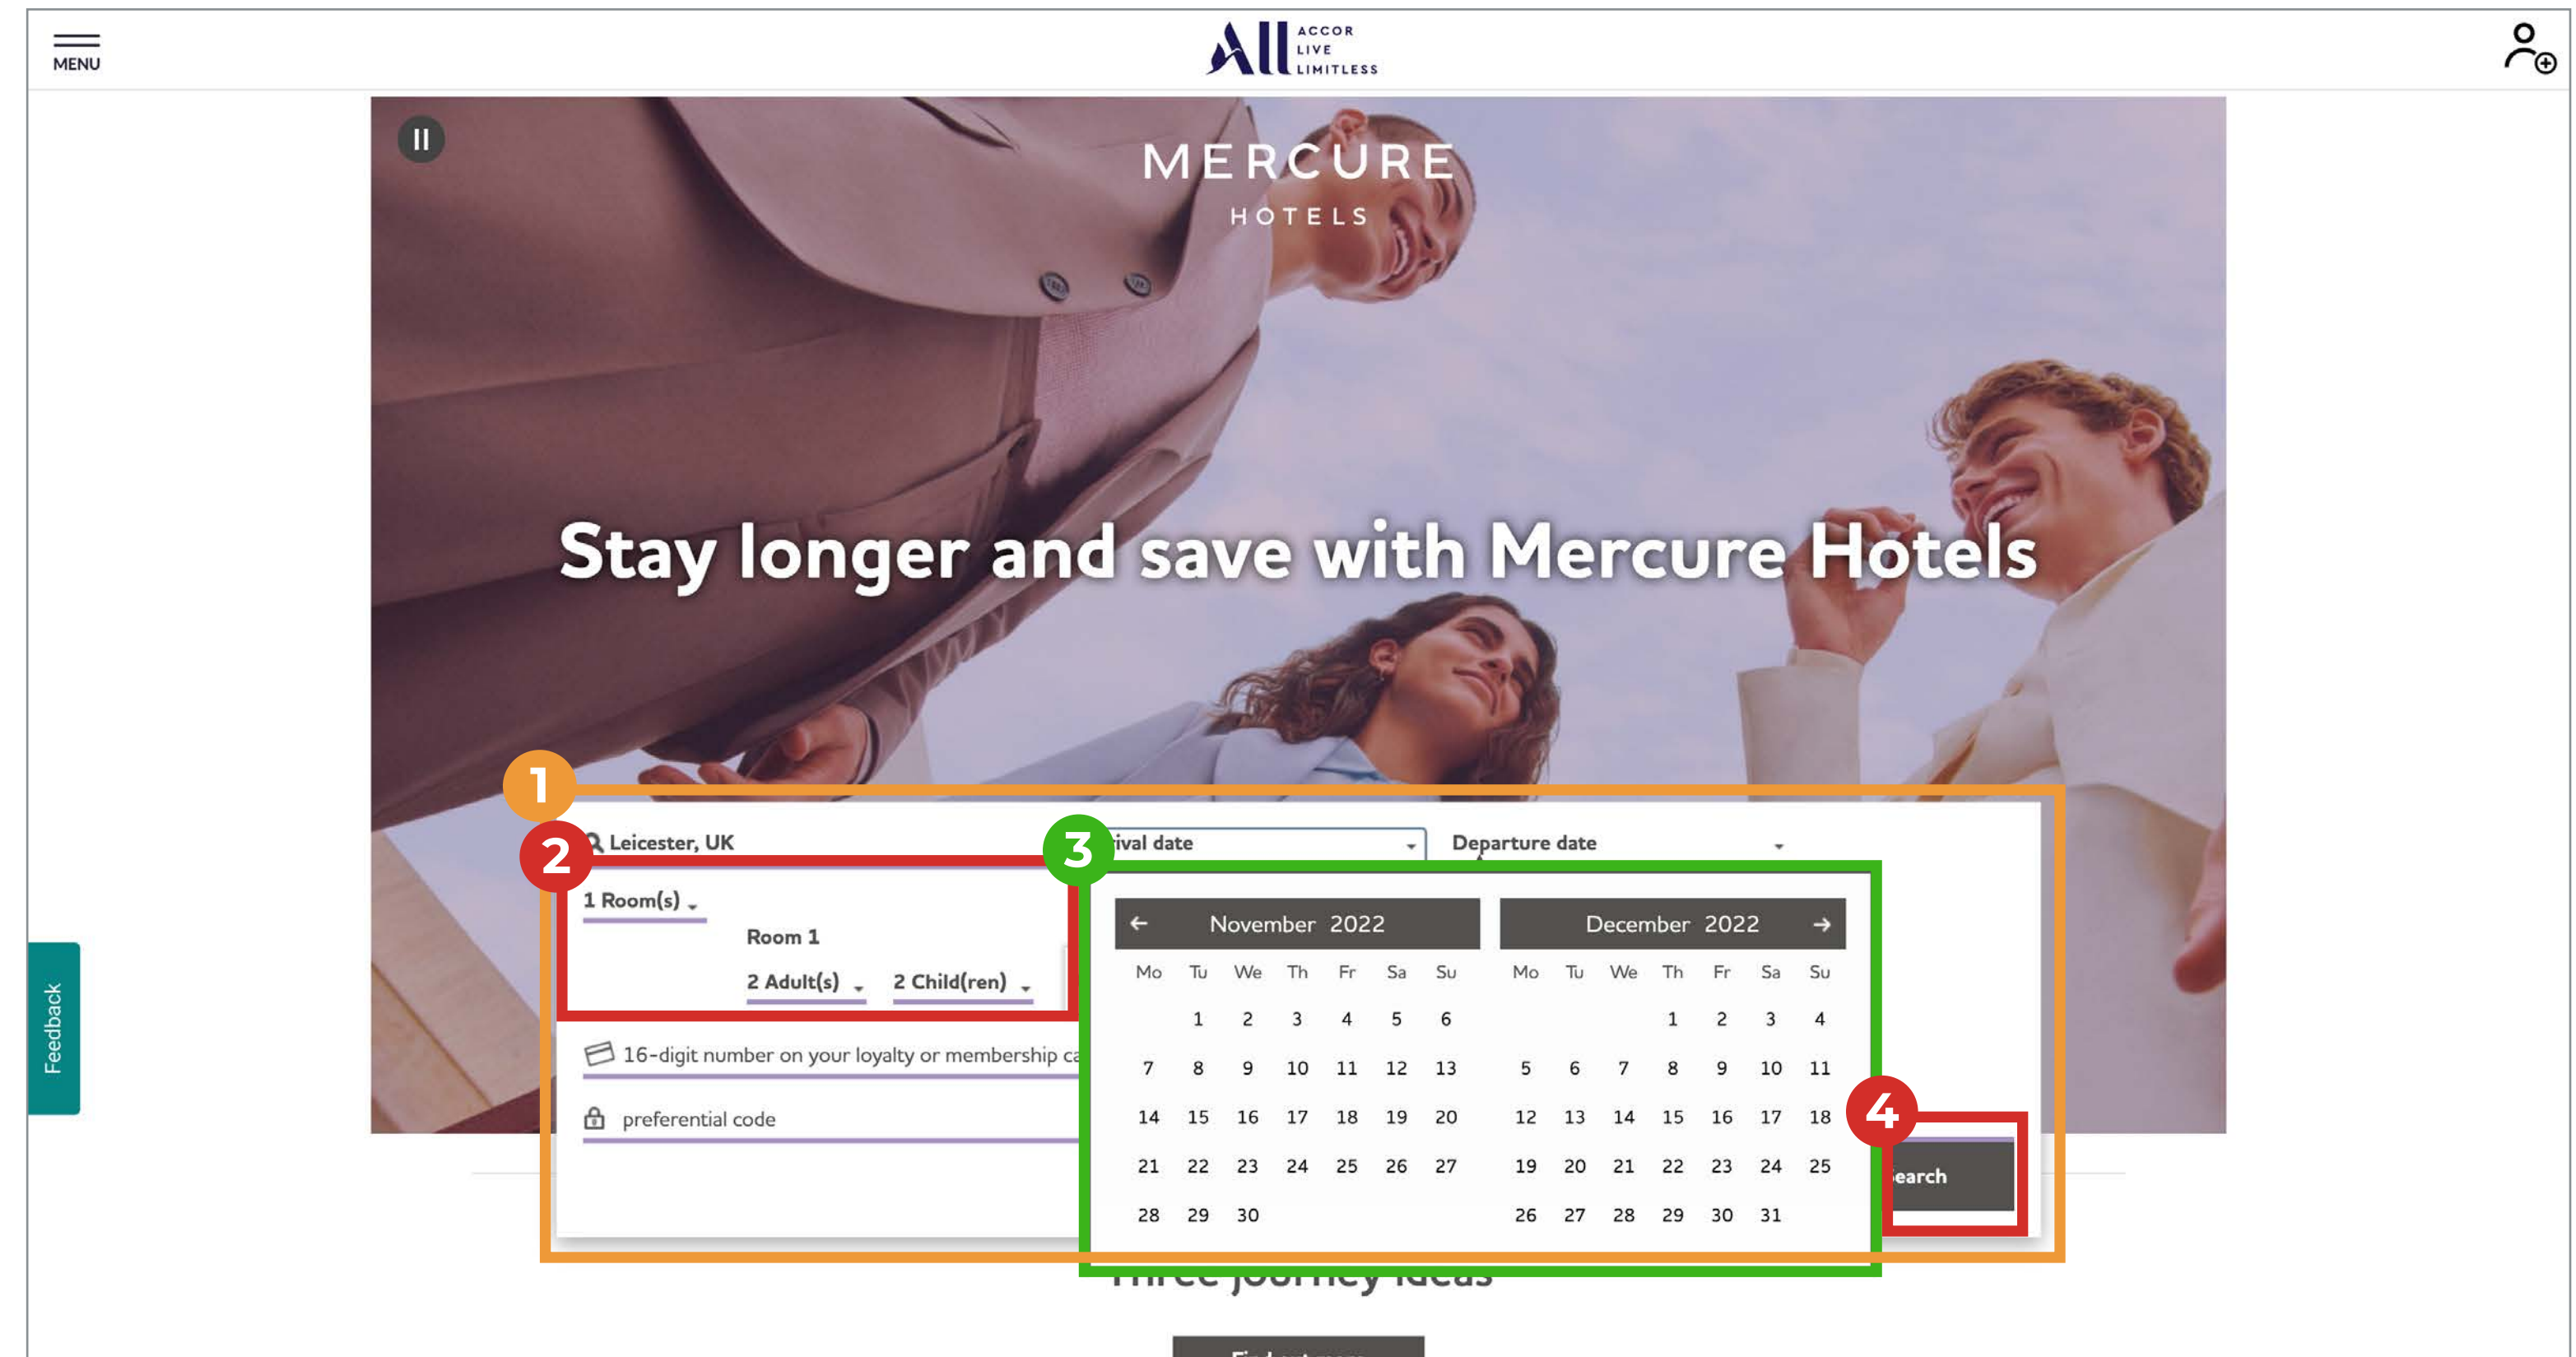 MENU
All ACCOR
LIVE
LIMITLESS
MERCURE
HOTELS
Stay longer and save with Mercure Hotels
1
2
Leicester, UK
3
ival date
Departure date
1 Room(s)
Room 1
2 Adult(s) 2 Child(ren)
16-digit number on your loyalty or membership ca
preferential code
November 2022
Mo Tu We Th Fr Sa Su
1 2 3 4 5 6
7 8 9 10 11 12 13
14 15 16 17 18 19 20
21 22 23 24 25 26 27
28 29 30
December 2022
Mo Tu We Th Fr Sa Su
1 2 3 4
5 6 7 8 9 10 11
12 13 14 15 16 17 18
19 20 21 22 23 24 25
26 27 28 29 30 31
4
earch
Feedback
Three journey ideas